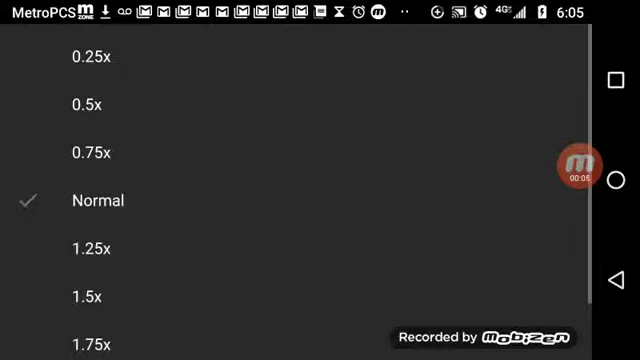 MetroPCS m ZONE 4G 6:05
0.25x
0.5x
0.75x
m
00:05
Normal
1.25x
1.5x
Recorded by mobizen
1.75x